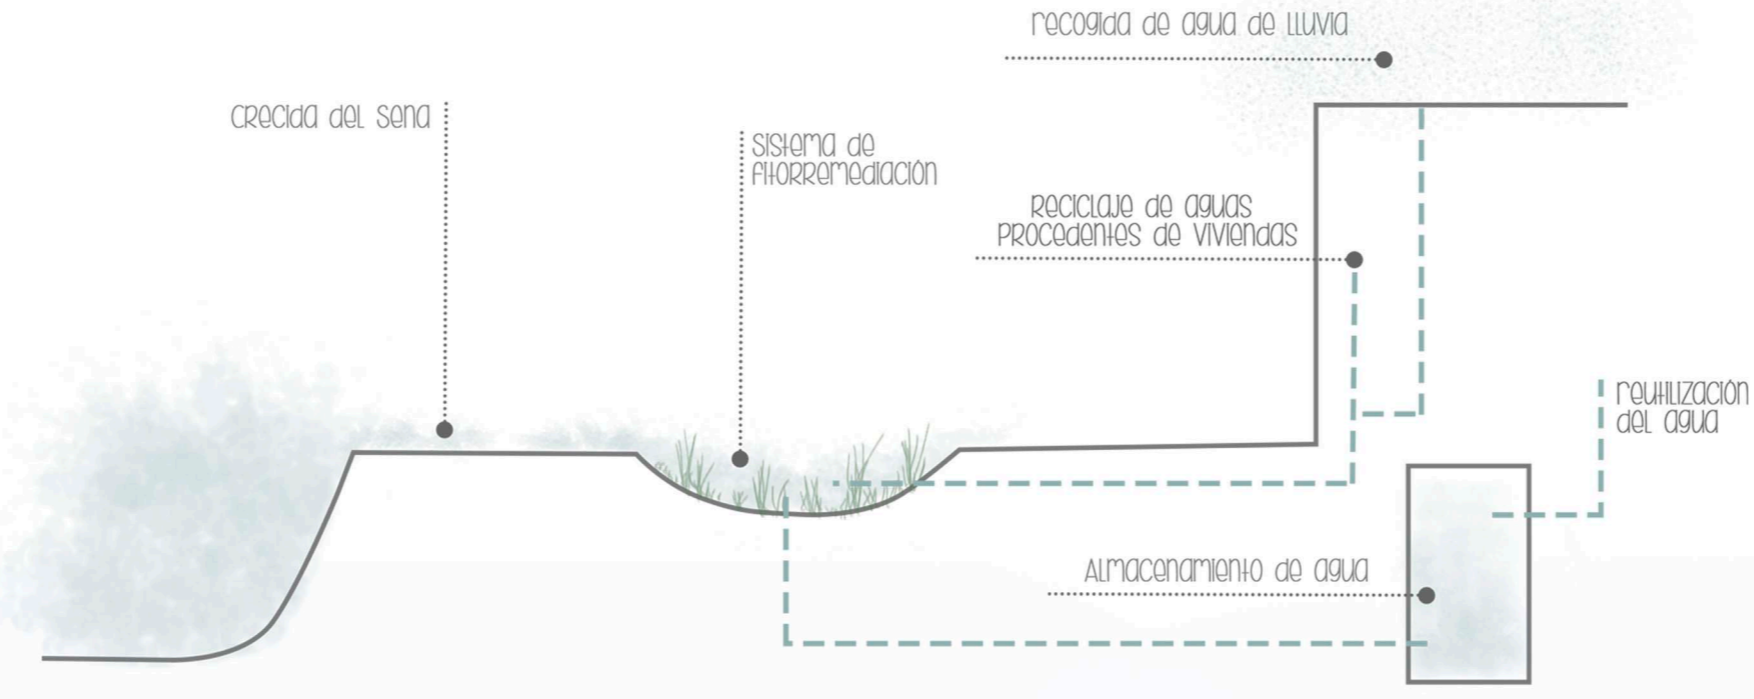 recogida de agua de lluvia
crecida del sena
sistema de
fitorremediación
reciclaje de aguas
procedentes de viviendas
reutilización
del agua
almacenamiento de agua